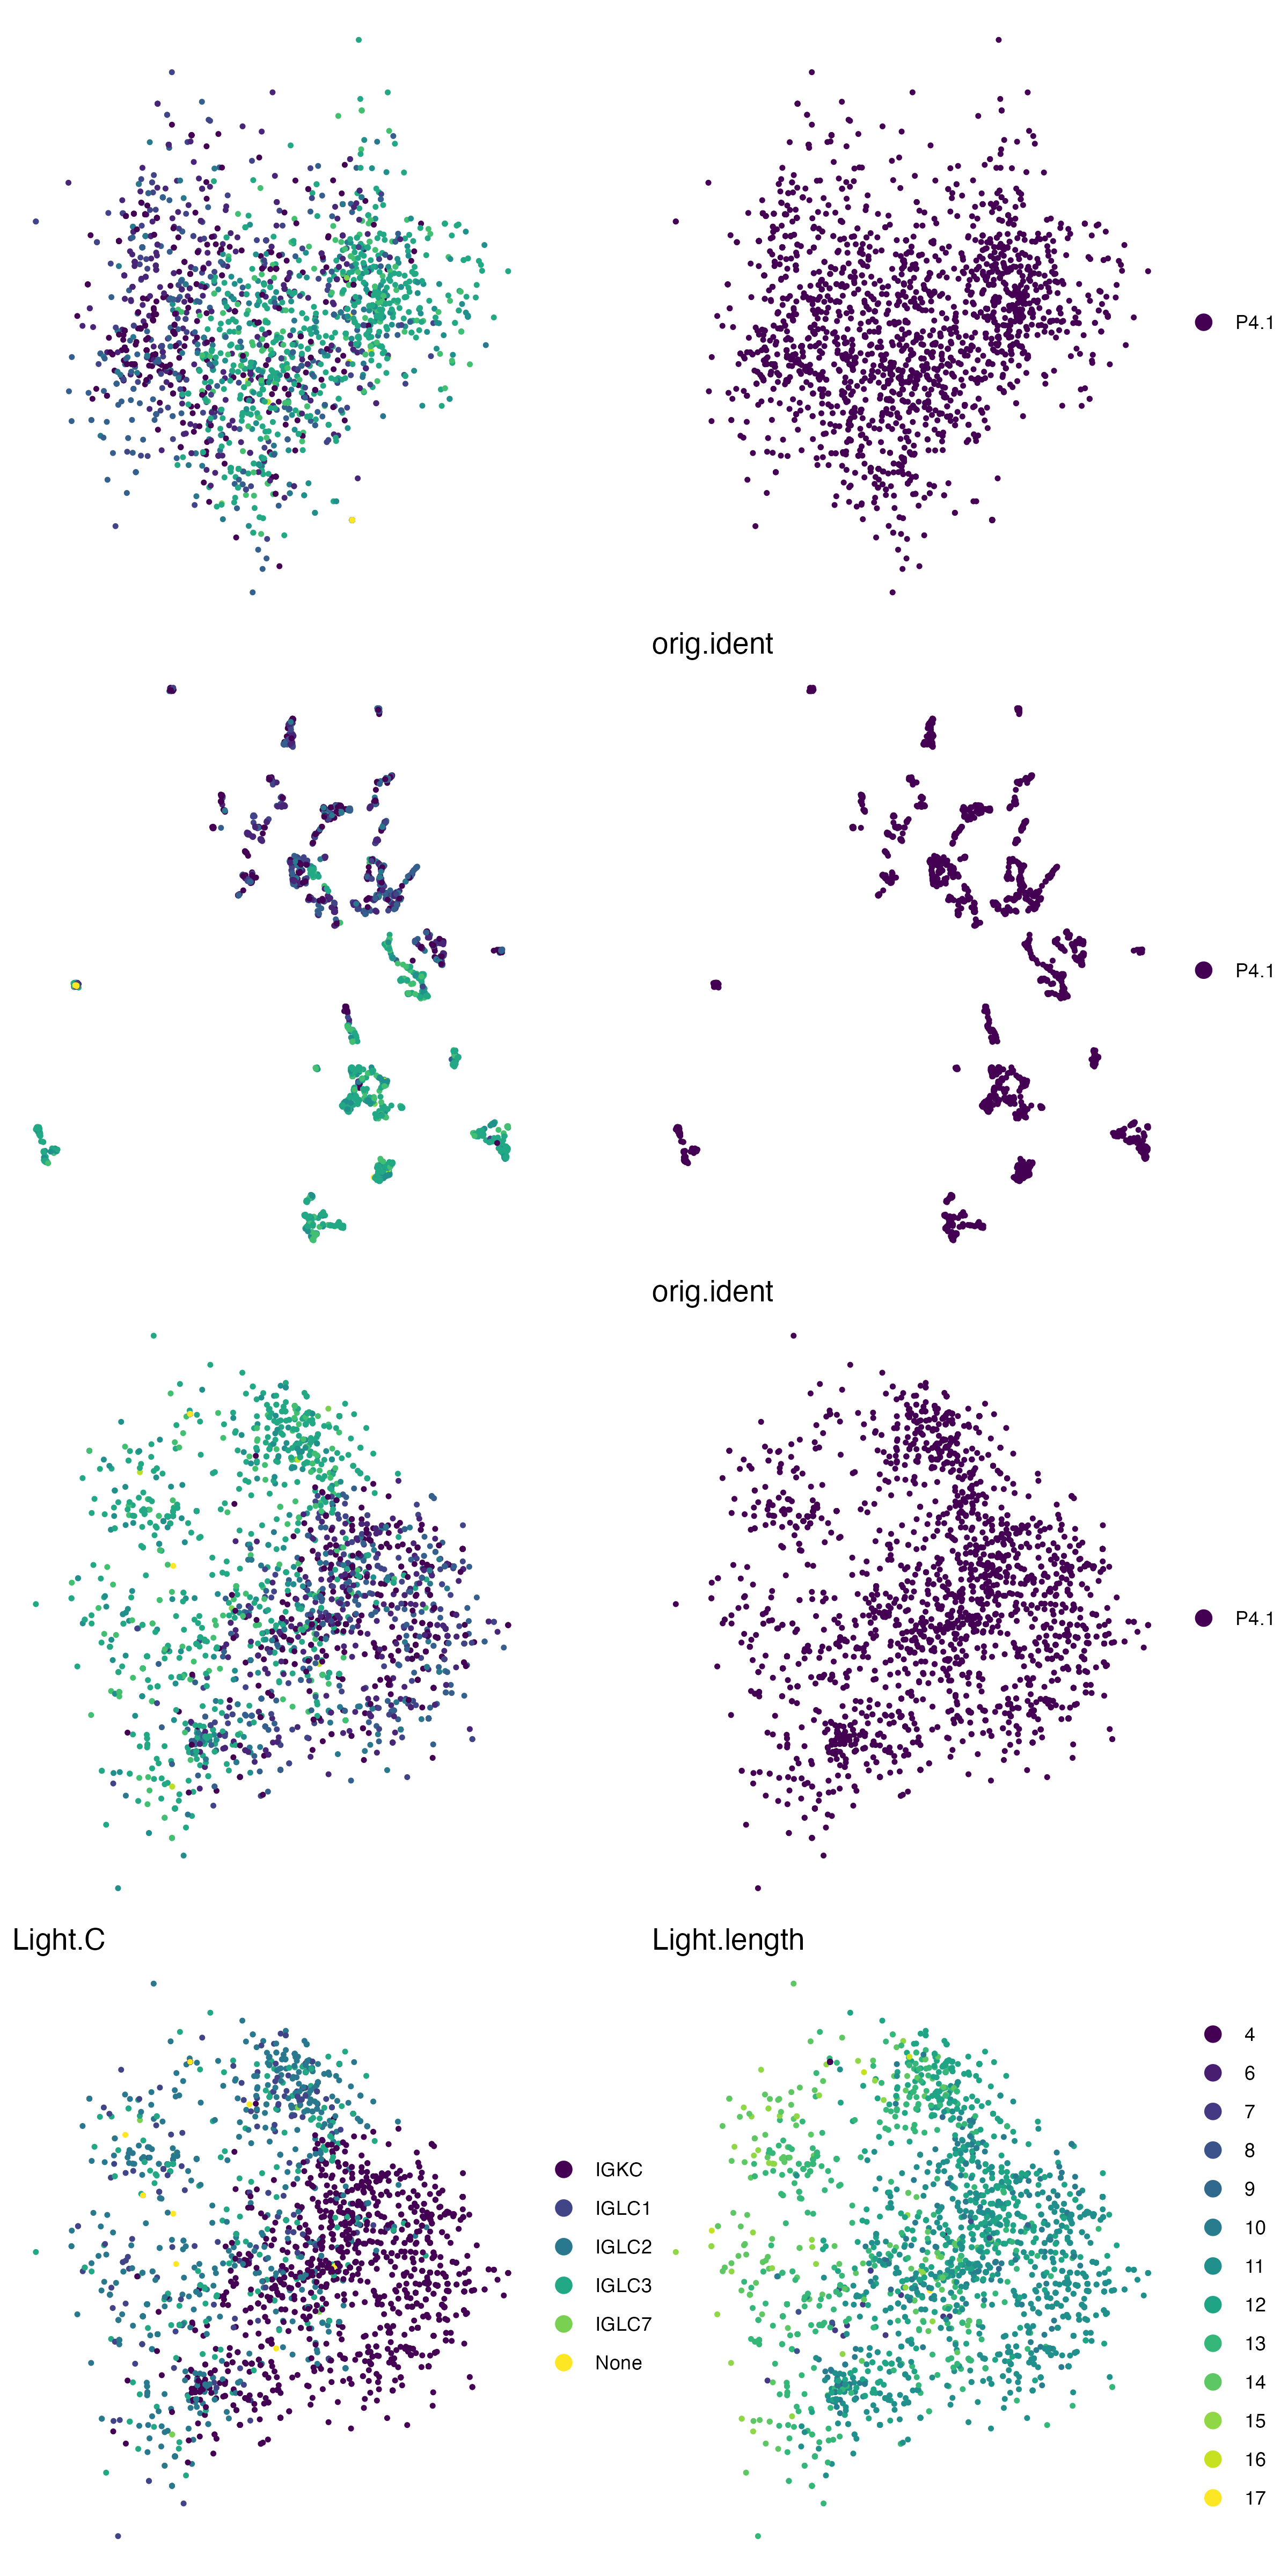 P4.1
orig.ident
P4.1
orig.ident
P4.1
Light.C
Light.length
IGKC
IGLC1
IGLC2
IGLC3
IGLC7
None
4
6
7
8
9
10
11
12
13
14
15
16
17